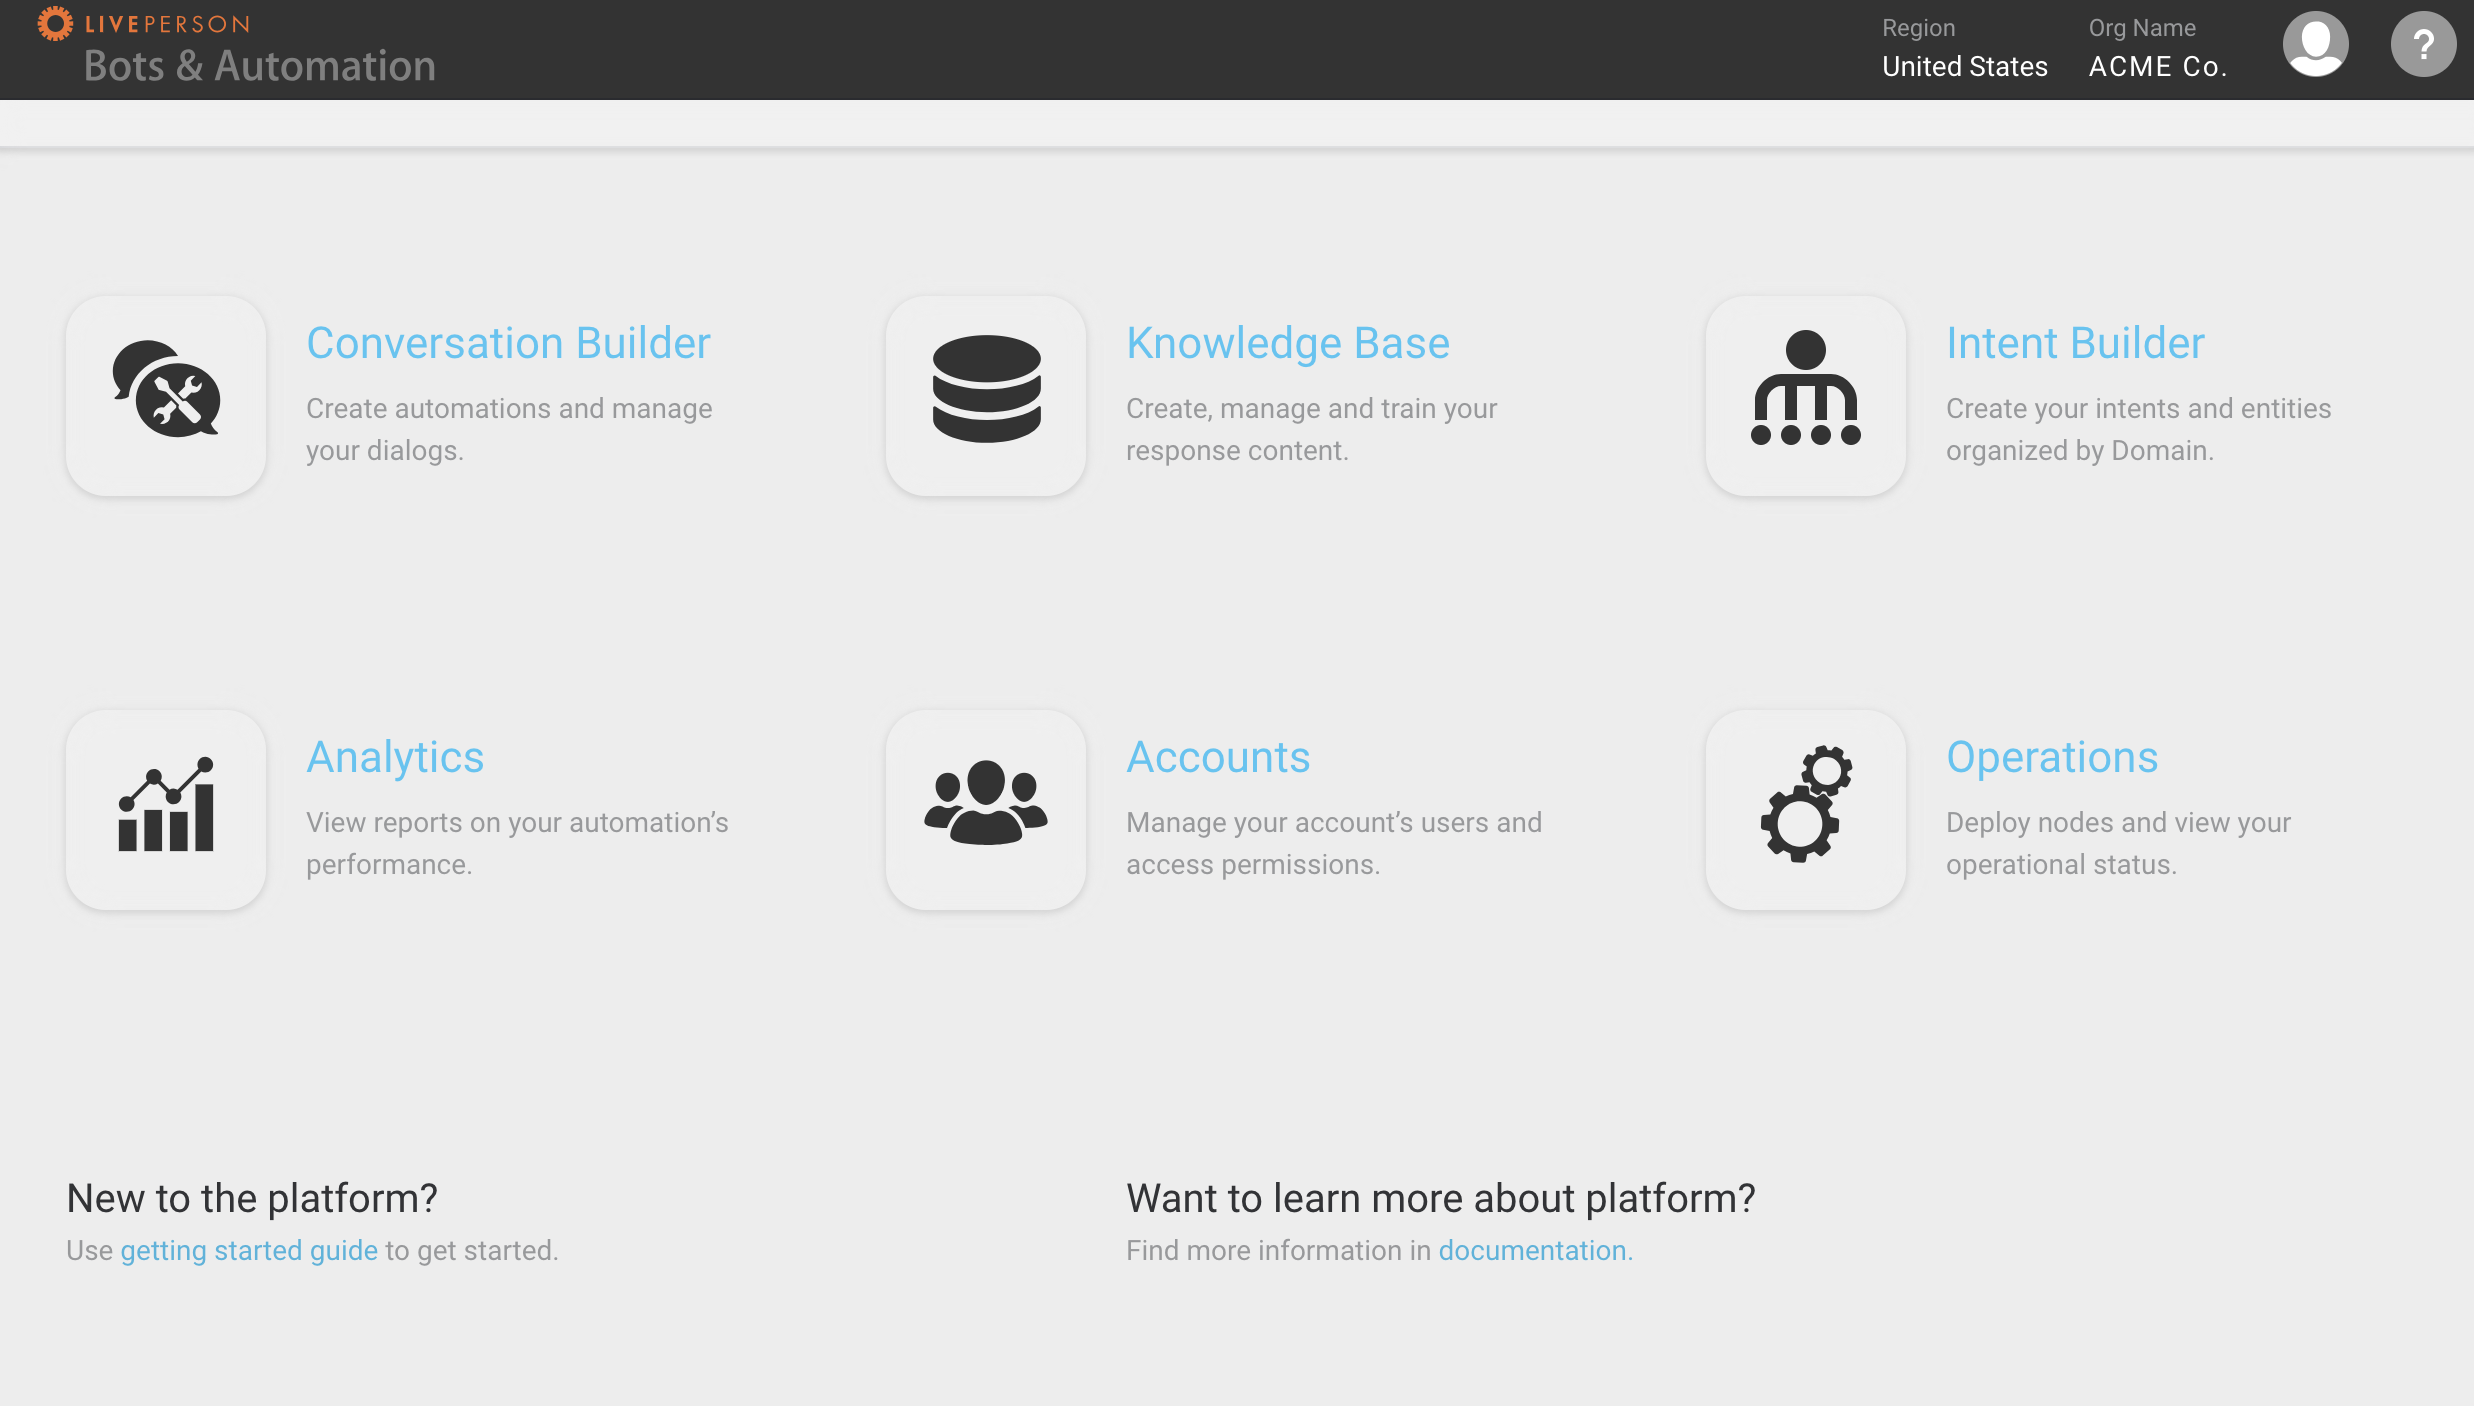 LIVEPERSON
Bots & Automation
Region
United States
Org Name
ACME Co.
?
Conversation Builder
Create automations and manage
your dialogs.
Knowledge Base
Create, manage and train your
response content.
Intent Builder
Create your intents and entities
organized by Domain.
Analytics
View reports on your automation’s
performance.
Accounts
Manage your account’s users and
access permissions.
Operations
Deploy nodes and view your
operational status.
New to the platform?
Use getting started guide to get started.
Want to learn more about platform?
Find more information in documentation.